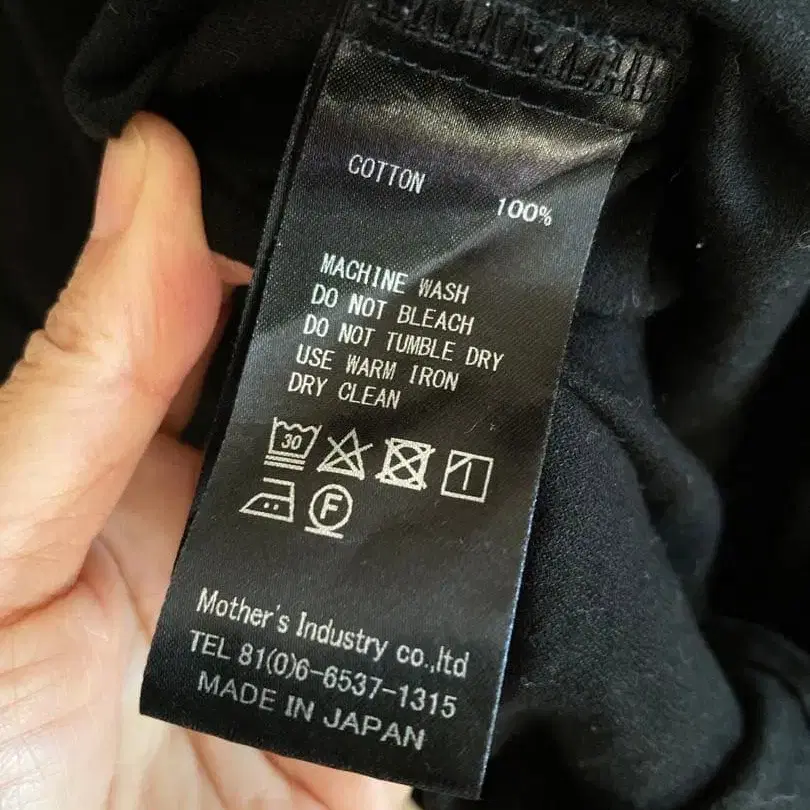 COTTON
100%
MACHINE WASH
DO NOT BLEACH
DO NOT TUMBLE DRY
USE WARM IRON
DRY CLEAN
30
F
Mother's Industry co.,ltd
TEL 81(0)6-6537-1315
MADE IN JAPAN